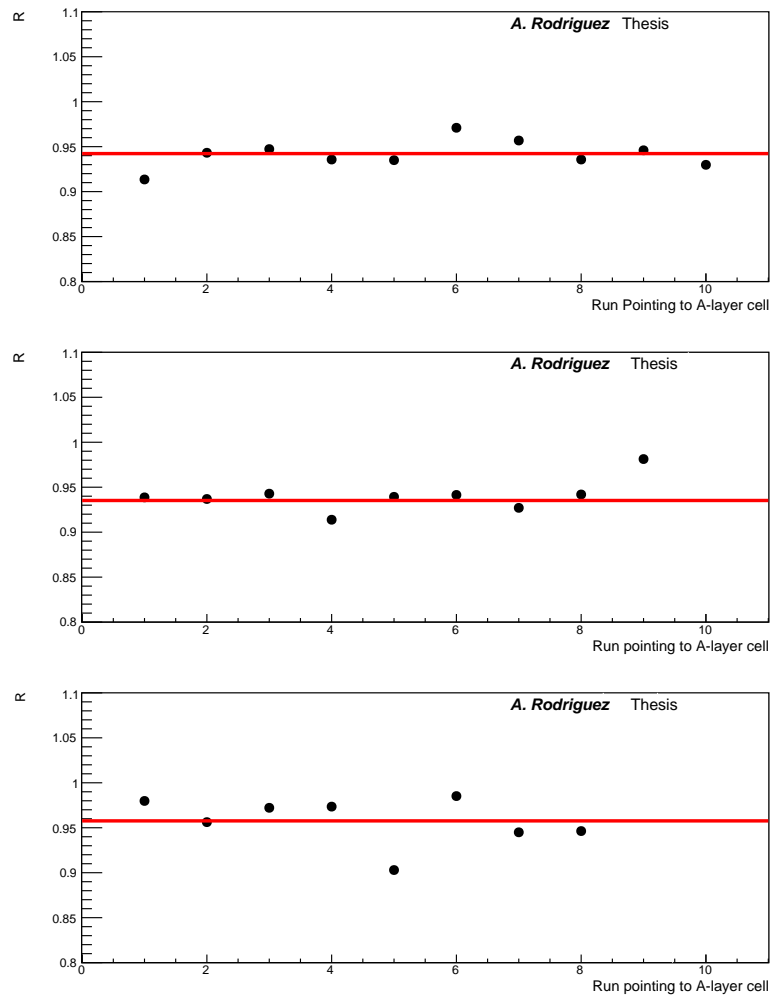 R
A. Rodriguez Thesis
1.1
1.05
1
0.95
0.9
0.85
0.8
0 2 4 6 8 10
Run Pointing to A-layer cell
R
A. Rodriguez Thesis
1.1
1.05
1
0.95
0.9
0.85
0.8
0 2 4 6 8 10
Run pointing to A-layer cell
R
A. Rodriguez Thesis
1.1
1.05
1
0.95
0.9
0.85
0.8
0 2 4 6 8 10
Run pointing to A-layer cell